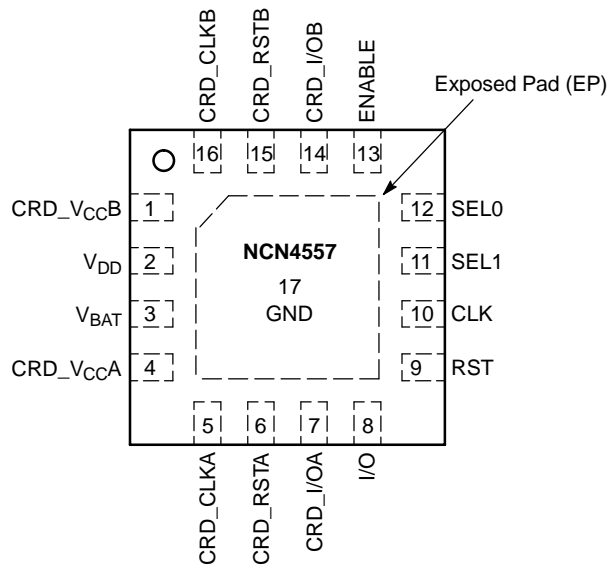 CRD_CLKB
CRD_RSTB
CRD_I/OB
ENABLE
Exposed Pad (EP)
16
15
14
13
CRD_VCCB
1
12
SEL0
VDD
2
NCN4557
11
SEL1
17
VBAT
3
GND
10
CLK
CRD_VCCA
4
9
RST
5
6
7
8
CRD_CLKA
CRD_RSTA
CRD_I/OA
I/O